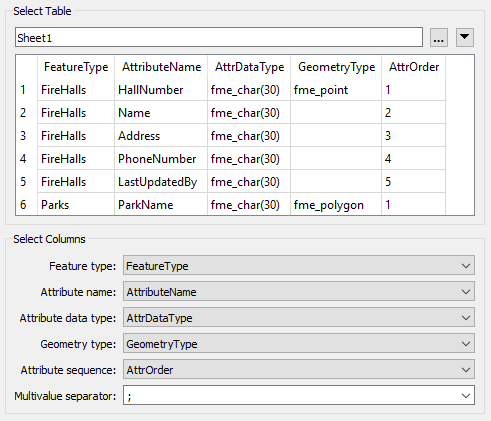 Select Table
Sheet1 ...
FeatureType AttributeName AttrDataType GeometryType AttrOrder
1 FireHalls HallNumber fme_char(30) fme_point 1
2 FireHalls Name fme_char(30) 2
3 FireHalls Address fme_char(30) 3
4 FireHalls PhoneNumber fme_char(30) 4
5 FireHalls LastUpdatedBy fme_char(30) 5
6 Parks ParkName fme_char(30) fme_polygon 1
Select Columns
Feature type: FeatureType
Attribute name: AttributeName
Attribute data type: AttrDataType
Geometry type: GeometryType
Attribute sequence: AttrOrder
Multivalue separator: ;